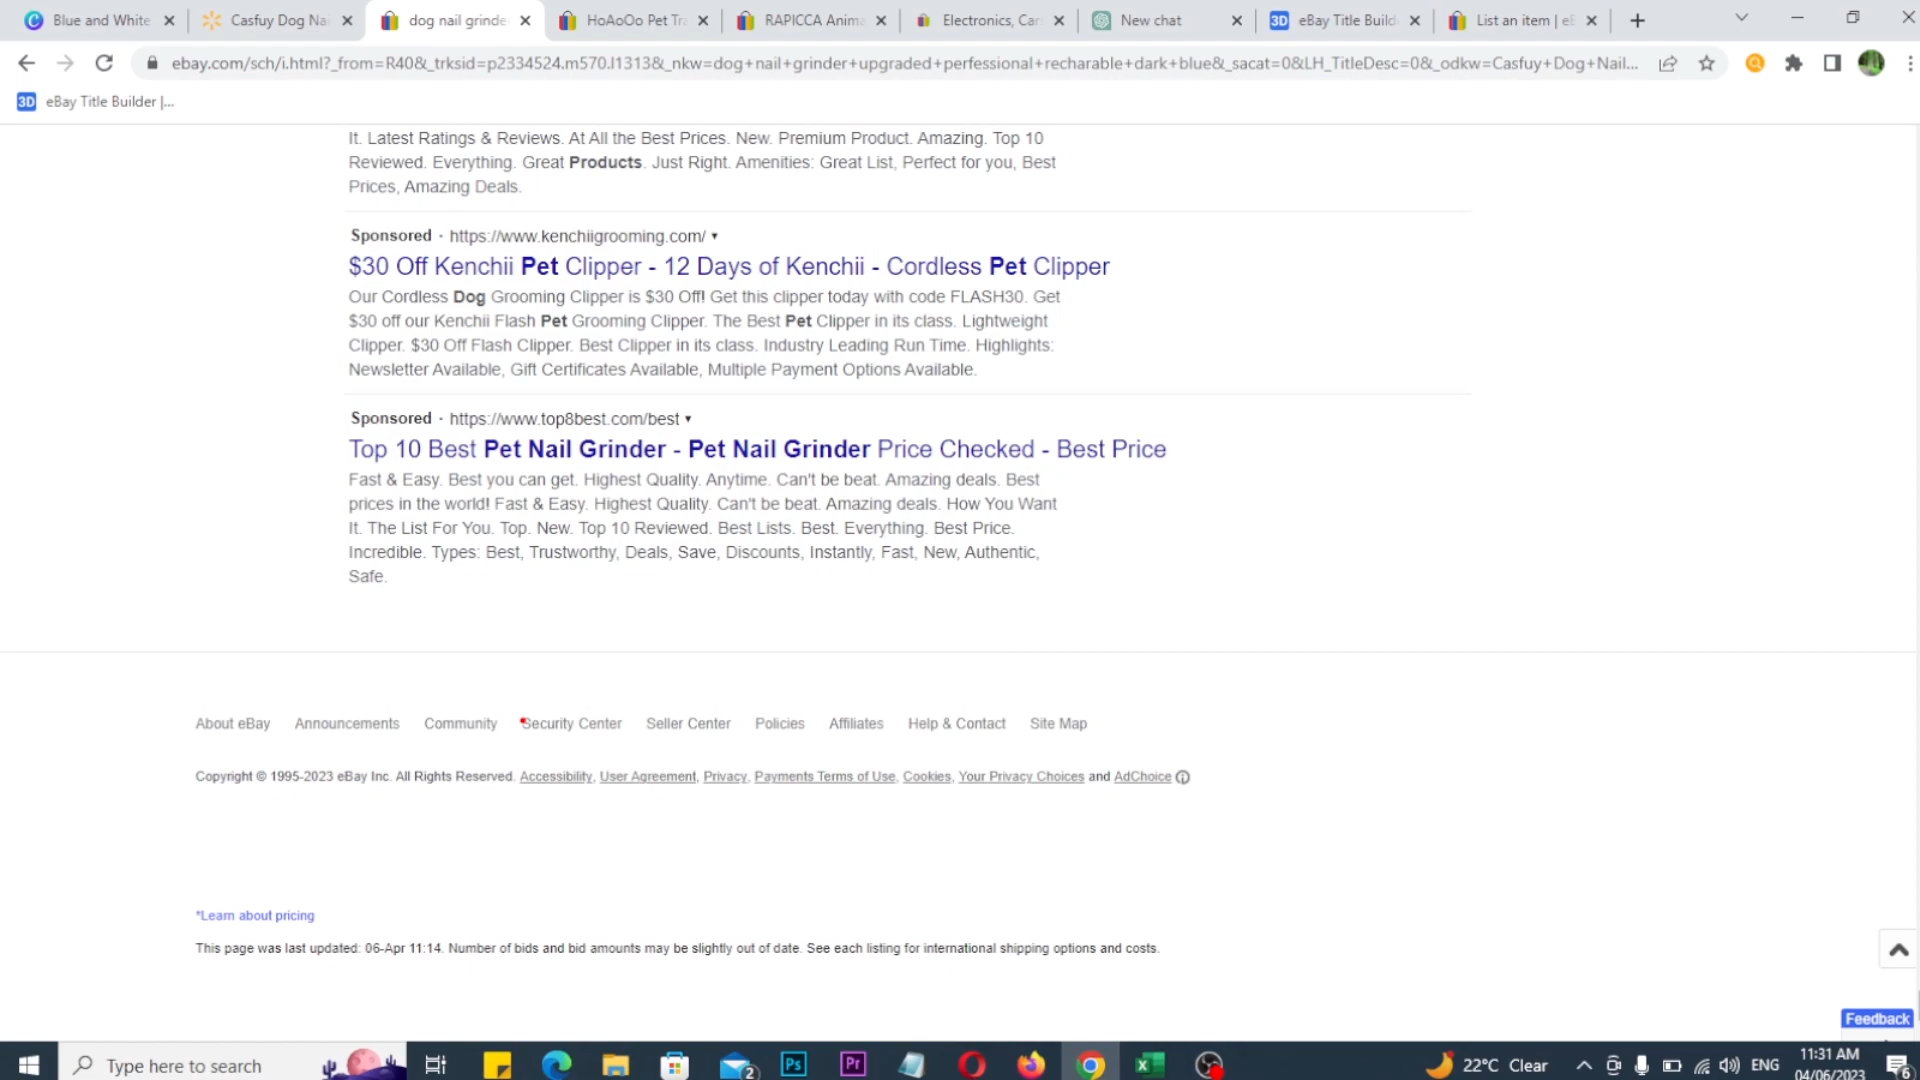 Blue and White
Casfuy Dog Nai
dog nail grinde
HoAoOo Pet Tra
RAPICCA Anima
Electronics, Car
New chat
eBay Title Build
List an item | eB
ebay.com/sch/i.html?_from=R40&_trksid=p2334524.m570.l1313&_nkw=dog+nail+grinder+upgraded+perfessional+recharable+dark+blue&_sacat=0&LH_TitleDesc=0&_odkw=Casfuy+Dog+Nail...
3D eBay Title Builder |...
It. Latest Ratings & Reviews. At All the Best Prices. New. Premium Product. Amazing. Top 10
Reviewed. Everything. Great Products. Just Right. Amenities: Great List, Perfect for you, Best
Prices, Amazing Deals.
Sponsored · https://www.kenchiigrooming.com/
$30 Off Kenchii Pet Clipper - 12 Days of Kenchii - Cordless Pet Clipper
Our Cordless Dog Grooming Clipper is $30 Off! Get this clipper today with code FLASH30. Get
$30 off our Kenchii Flash Pet Grooming Clipper. The Best Pet Clipper in its class. Lightweight
Clipper. $30 Off Flash Clipper. Best Clipper in its class. Industry Leading Run Time. Highlights:
Newsletter Available, Gift Certificates Available, Multiple Payment Options Available.
Sponsored · https://www.top8best.com/best
Top 10 Best Pet Nail Grinder - Pet Nail Grinder Price Checked - Best Price
Fast & Easy. Best you can get. Highest Quality. Anytime. Can't be beat. Amazing deals. Best
prices in the world! Fast & Easy. Highest Quality. Can't be beat. Amazing deals. How You Want
It. The List For You. Top. New. Top 10 Reviewed. Best Lists. Best. Everything. Best Price.
Incredible. Types: Best, Trustworthy, Deals, Save, Discounts, Instantly, Fast, New, Authentic,
Safe.
About eBay Announcements Community Security Center Seller Center Policies Affiliates Help & Contact Site Map
Copyright © 1995-2023 eBay Inc. All Rights Reserved. Accessibility, User Agreement, Privacy, Payments Terms of Use, Cookies, Your Privacy Choices and AdChoice
*Learn about pricing
This page was last updated: 06-Apr 11:14. Number of bids and bid amounts may be slightly out of date. See each listing for international shipping options and costs.
Feedback
Type here to search
2
Ps
Pr
22°C Clear
ENG
11:31 AM
04/06/2023
6